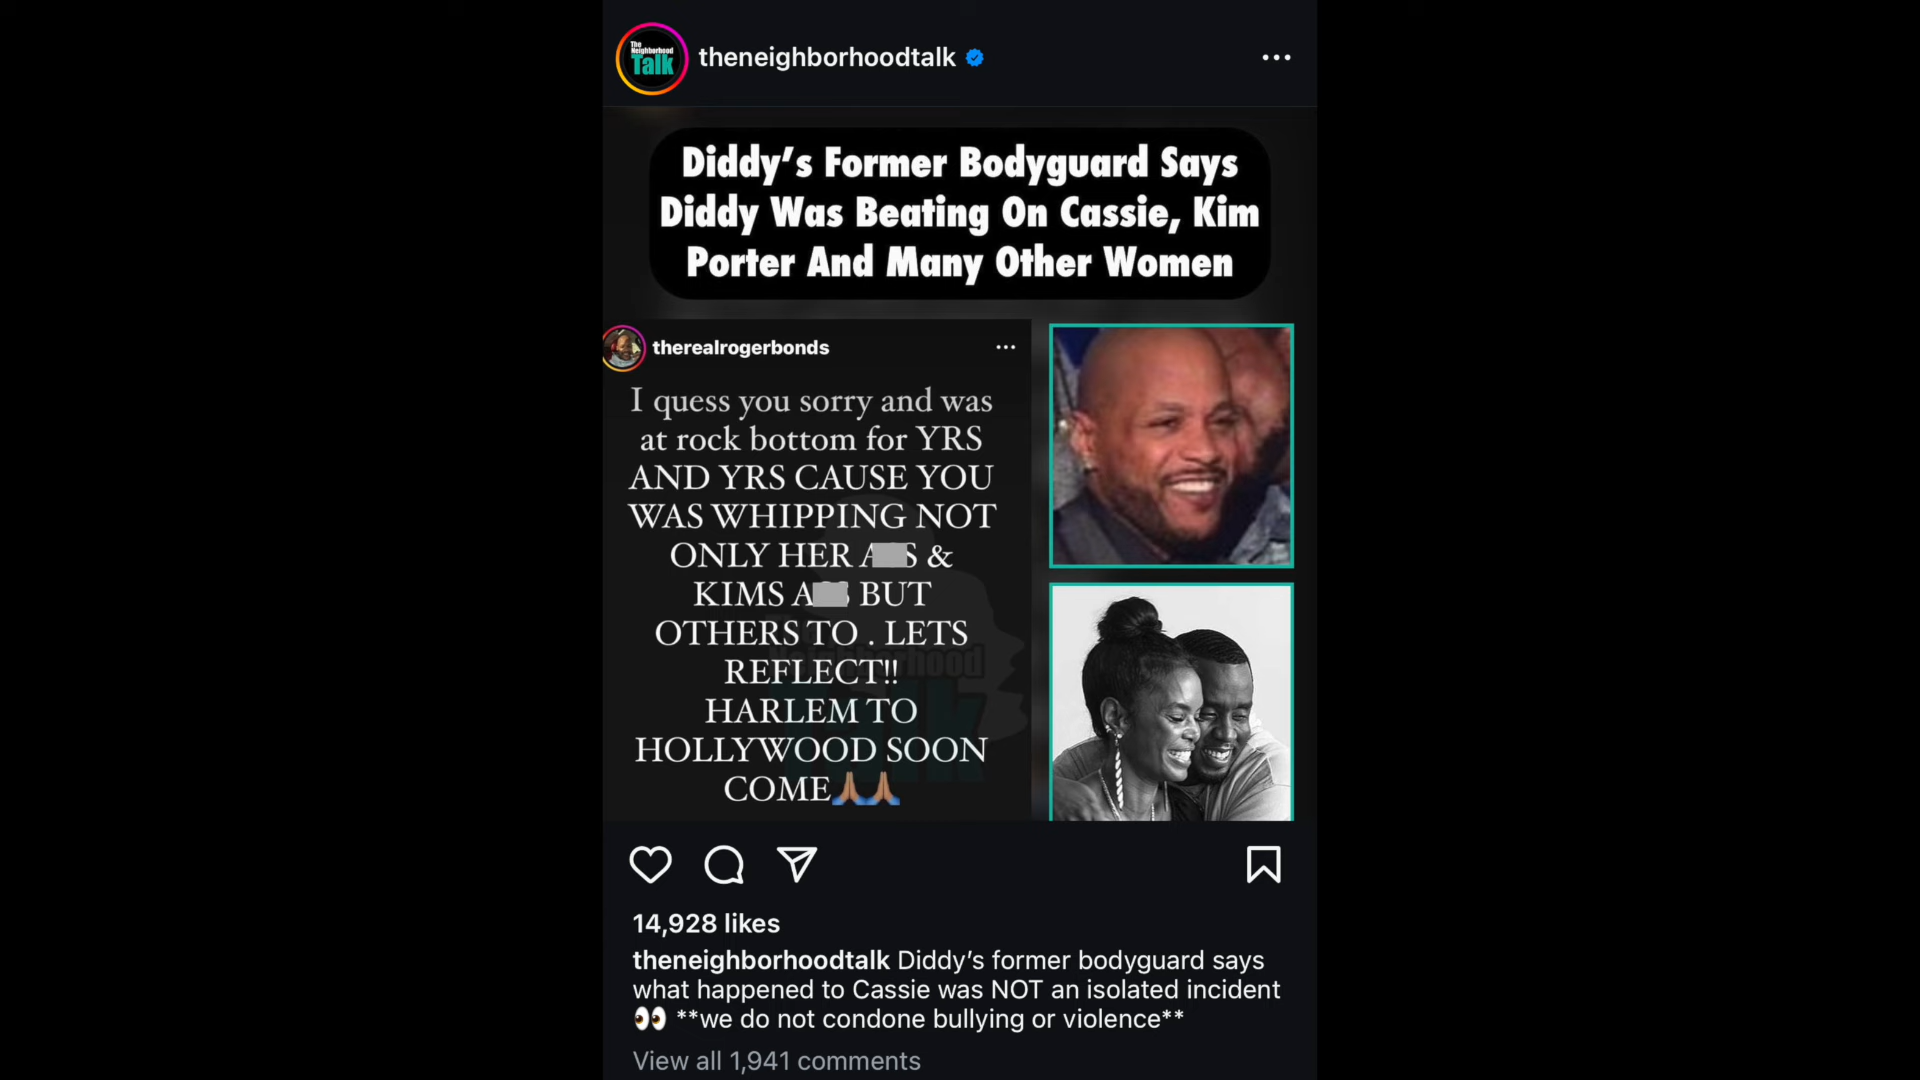 The
Neighborhood
Talk
theneighborhoodtalk
Diddy's Former Bodyguard Says
Diddy Was Beating On Cassie, Kim
Porter And Many Other Women
therealrogerbonds
I quess you sorry and was
at rock bottom for YRS
AND YRS CAUSE YOU
WAS WHIPPING NOT
ONLY HER A S &
KIMS A BUT
OTHERS TO . LETS
REFLECT!!
HARLEM TO
HOLLYWOOD SOON
COME🙏🏽🙏🏽
14,928 likes
theneighborhoodtalk Diddy's former bodyguard says
what happened to Cassie was NOT an isolated incident
👀 **we do not condone bullying or violence**
View all 1,941 comments